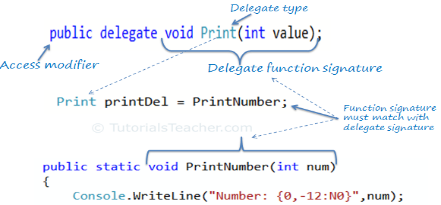 Delegate type
public delegate void Print(int value);
Access modifier
Delegate function signature
Print printDel = PrintNumber;
Function signature
must match with
delegate signature
© TutorialsTeacher.com
public static void PrintNumber(int num)
{
Console.WriteLine("Number: {0,-12:N0}",num);